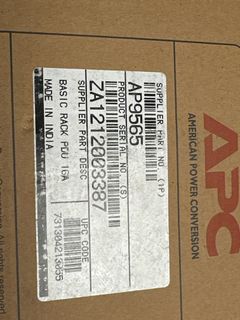 APC
AMERICAN POWER CONVERSION
SUPPLIER PART NO. (1P)
AP9565
PRODUCT SERIAL NO. (S)
ZA1212003387
SUPPLIER PART DESC
BASIC RACK PDU 16A
MADE IN INDIA
UPC CODE